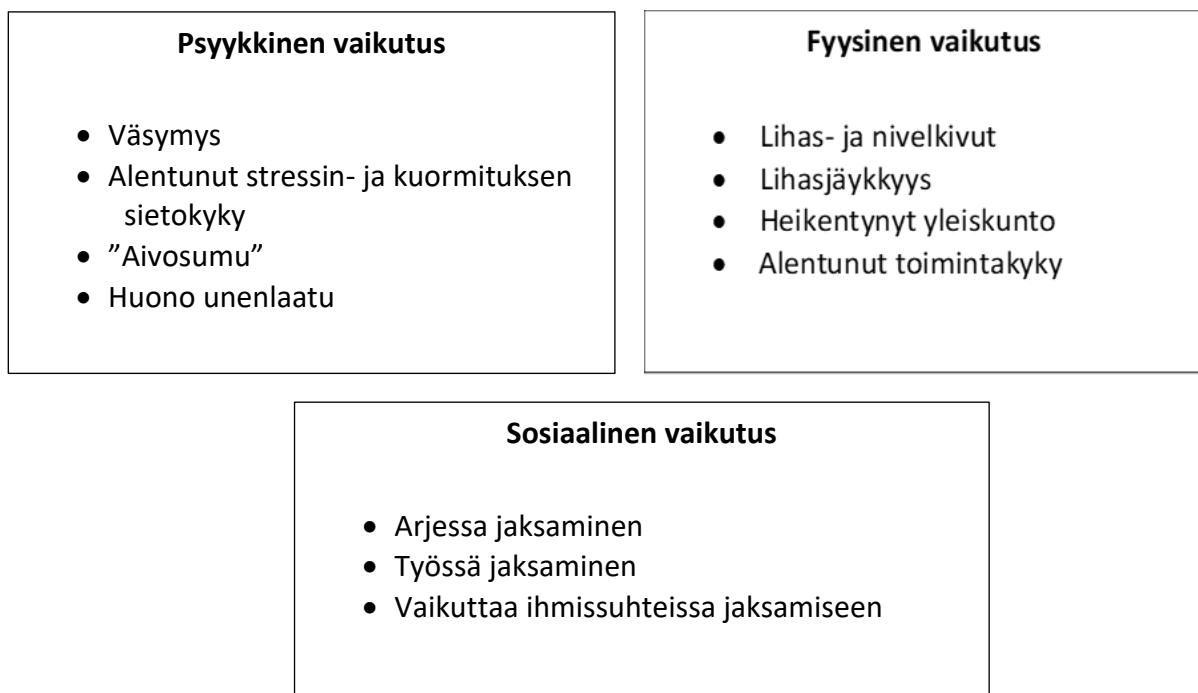 Psyykkinen vaikutus
• Väsymys
• Alentunut stressin- ja kuormituksen
sietokyky
• ”Aivosumu”
• Huono unenlaatu
Fyysinen vaikutus
• Lihas- ja nivelkivut
• Lihasjäykkyys
• Heikentynyt yleiskunto
• Alentunut toimintakyky
Sosiaalinen vaikutus
• Arjessa jaksaminen
• Työssä jaksaminen
• Vaikuttaa ihmissuhteissa jaksamiseen